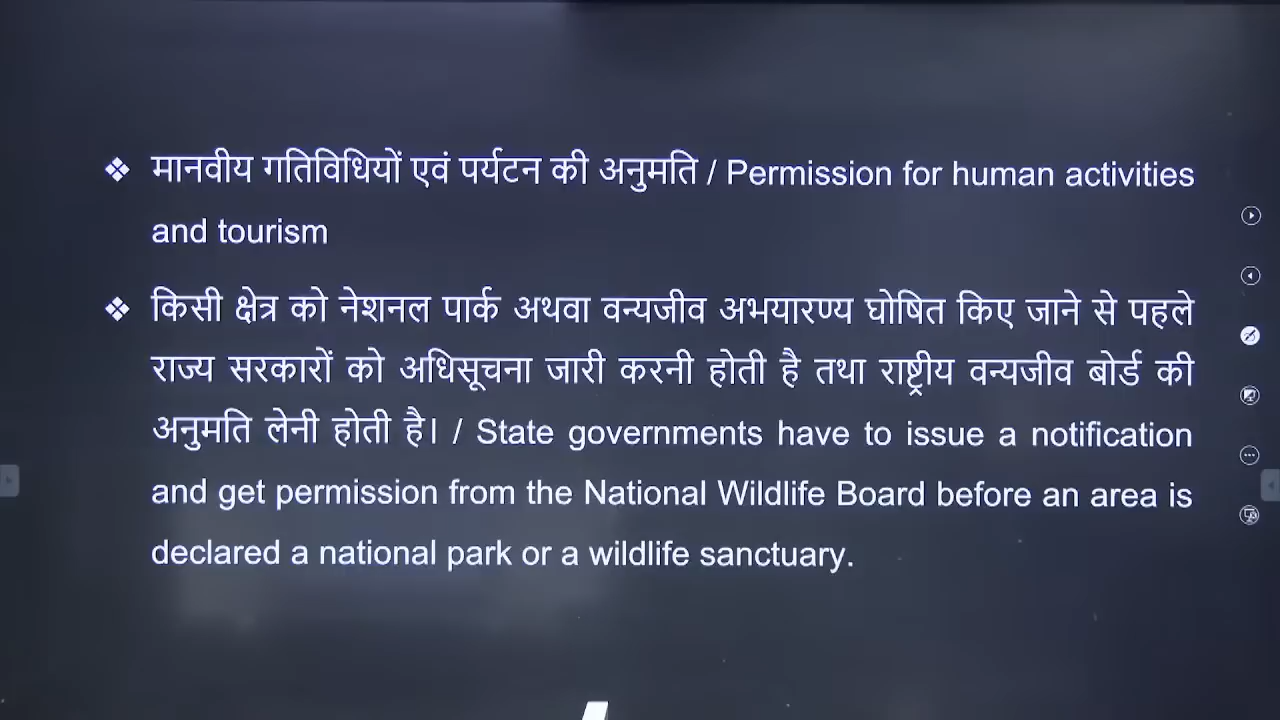 ❖ मानवीय गतिविधियों एवं पर्यटन की अनुमति / Permission for human activities
and tourism
❖ किसी क्षेत्र को नेशनल पार्क अथवा वन्यजीव अभयारण्य घोषित किए जाने से पहले
राज्य सरकारों को अधिसूचना जारी करनी होती है तथा राष्ट्रीय वन्यजीव बोर्ड की
अनुमति लेनी होती है। / State governments have to issue a notification
and get permission from the National Wildlife Board before an area is
declared a national park or a wildlife sanctuary.